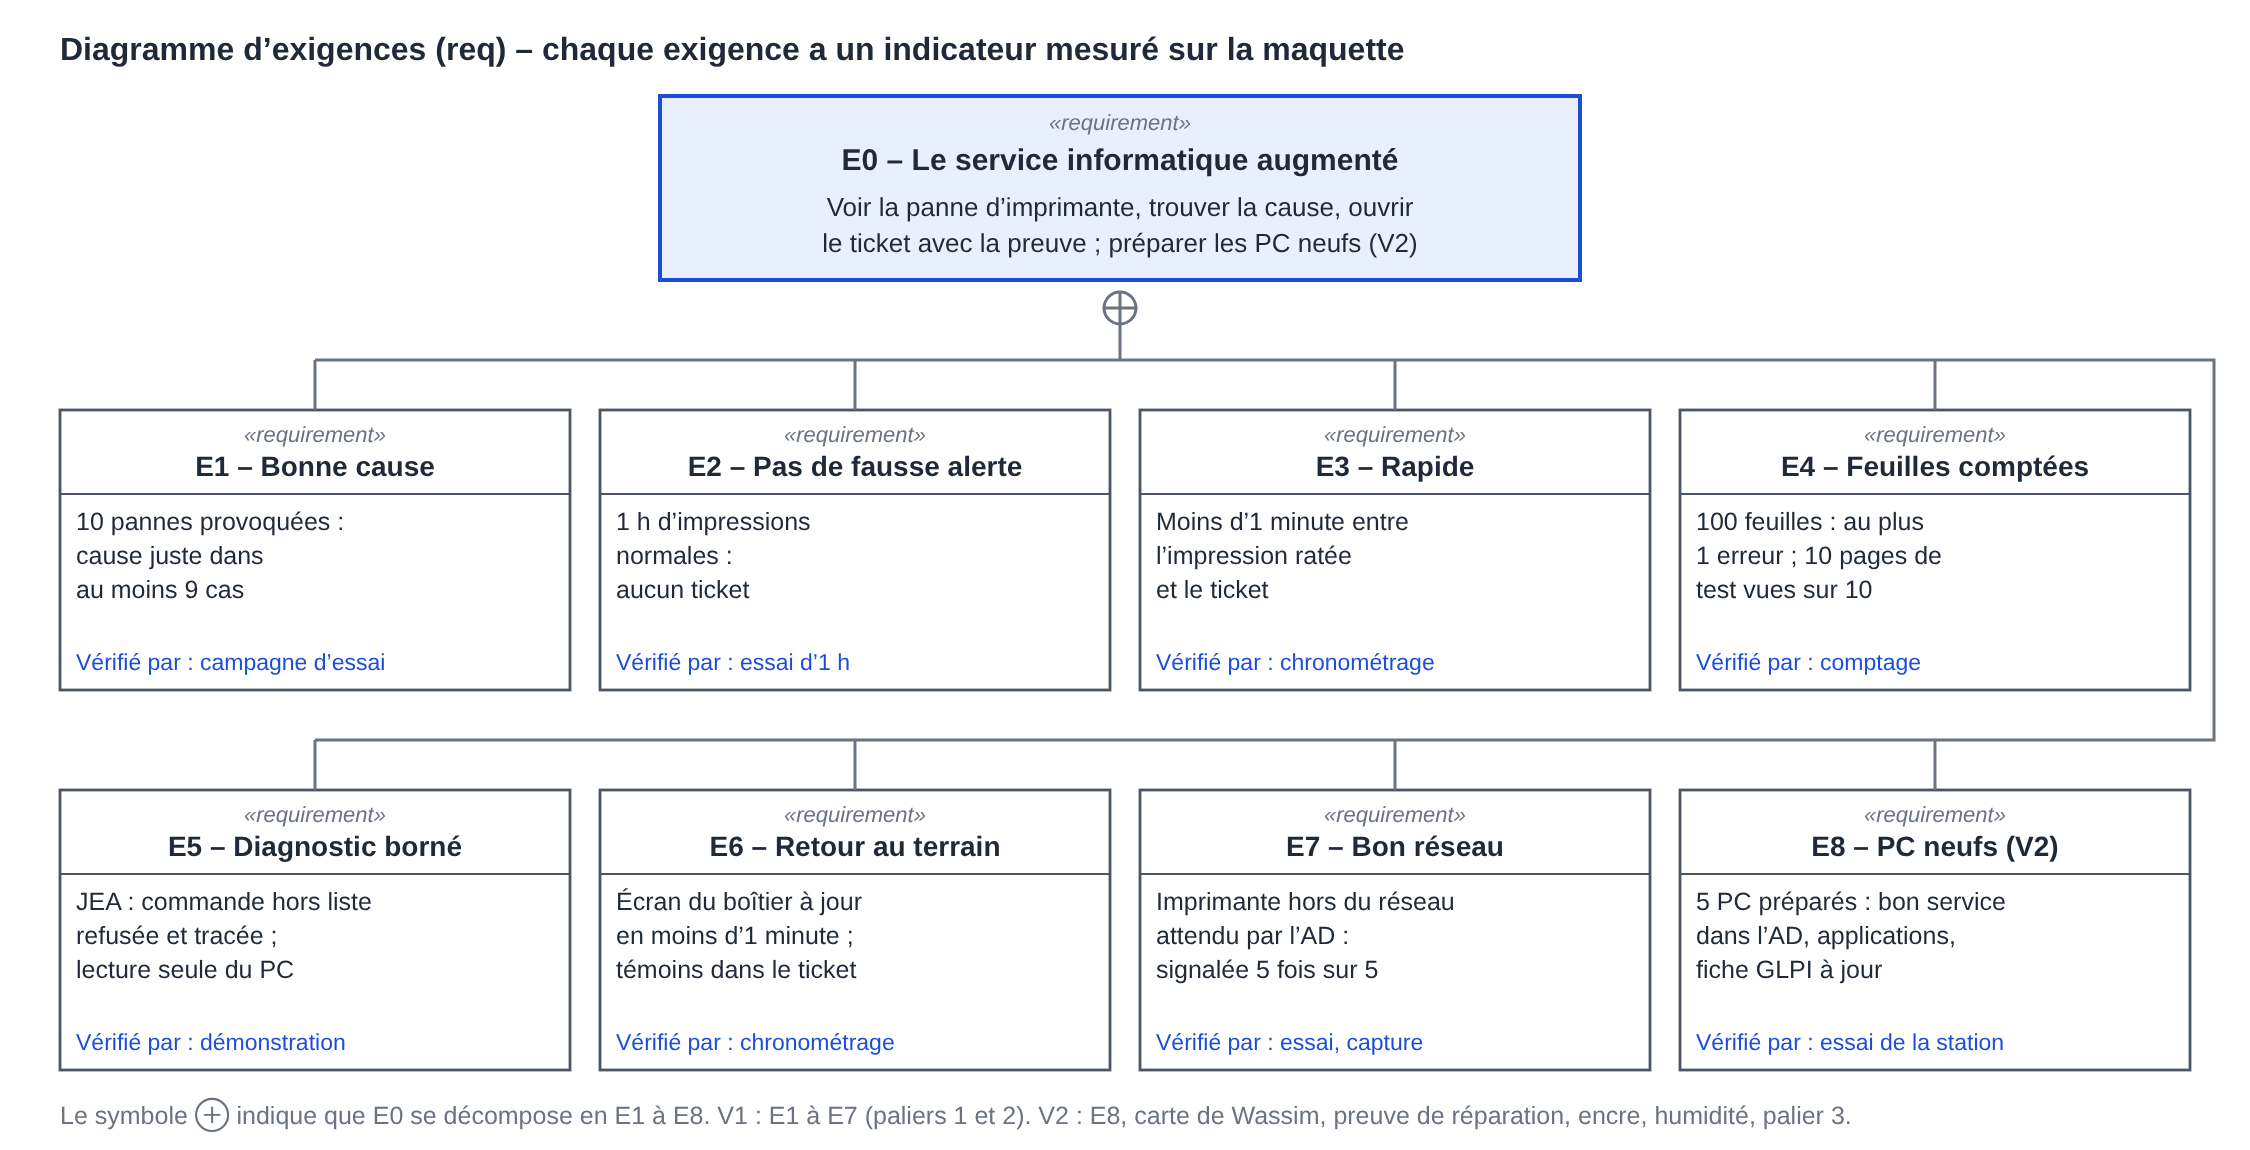 Diagramme d’exigences (req) – chaque exigence a un indicateur mesuré sur la maquette
«requirement»
E0 – Le service informatique augmenté
Voir la panne d’imprimante, trouver la cause, ouvrir
le ticket avec la preuve ; préparer les PC neufs (V2)
«requirement»
E1 – Bonne cause
10 pannes provoquées :
cause juste dans
au moins 9 cas
Vérifié par : campagne d’essai
«requirement»
E2 – Pas de fausse alerte
1 h d’impressions
normales :
aucun ticket
Vérifié par : essai d’1 h
«requirement»
E3 – Rapide
Moins d’1 minute entre
l’impression ratée
et le ticket
Vérifié par : chronométrage
«requirement»
E4 – Feuilles comptées
100 feuilles : au plus
1 erreur ; 10 pages de
test vues sur 10
Vérifié par : comptage
«requirement»
E5 – Diagnostic borné
JEA : commande hors liste
refusée et tracée ;
lecture seule du PC
Vérifié par : démonstration
«requirement»
E6 – Retour au terrain
Écran du boîtier à jour
en moins d’1 minute ;
témoins dans le ticket
Vérifié par : chronométrage
«requirement»
E7 – Bon réseau
Imprimante hors du réseau
attendu par l’AD :
signalée 5 fois sur 5
Vérifié par : essai, capture
«requirement»
E8 – PC neufs (V2)
5 PC préparés : bon service
dans l’AD, applications,
fiche GLPI à jour
Vérifié par : essai de la station
Le symbole ⊕ indique que E0 se décompose en E1 à E8. V1 : E1 à E7 (paliers 1 et 2). V2 : E8, carte de Wassim, preuve de réparation, encre, humidité, palier 3.